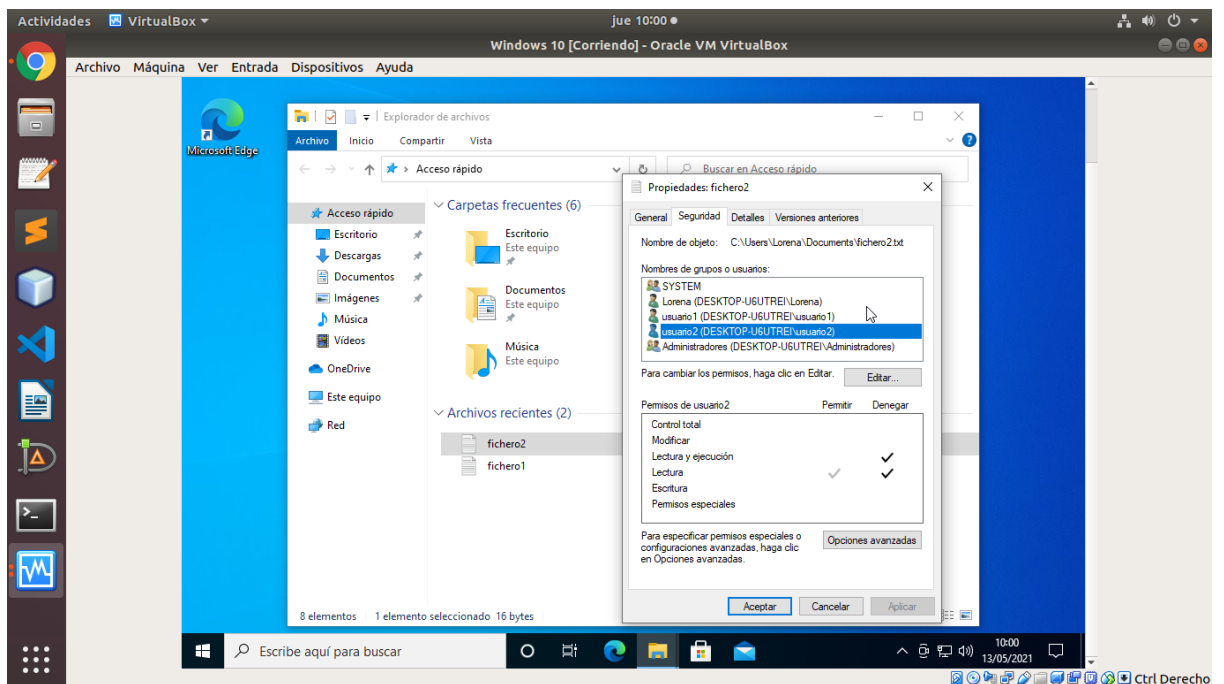 Actividades VirtualBox jue 10:00
Windows 10 [Corriendo] - Oracle VM VirtualBox
Archivo Máquina Ver Entrada Dispositivos Ayuda
Microsoft Edge
Explorador de archivos
Archivo Inicio Compartir Vista
Acceso rápido
Buscar en Acceso rápido
Acceso rápido
Escritorio
Descargas
Documentos
Imágenes
Música
Vídeos
OneDrive
Este equipo
Red
Carpetas frecuentes (6)
Escritorio
Este equipo
Documentos
Este equipo
Música
Este equipo
Archivos recientes (2)
fichero2
fichero1
8 elementos 1 elemento seleccionado 16 bytes
Propiedades: fichero2
General Seguridad Detalles Versiones anteriores
Nombre de objeto: C:\Users\Lorena\Documents\fichero2.txt
Nombres de grupos o usuarios:
SYSTEM
Lorena (DESKTOP-U6UTREI\Lorena)
usuario1 (DESKTOP-U6UTREI\usuario1)
usuario2 (DESKTOP-U6UTREI\usuario2)
Administradores (DESKTOP-U6UTREI\Administradores)
Para cambiar los permisos, haga clic en Editar. Editar...
Permisos de usuario2 Permitir Denegar
Control total
Modificar
Lectura y ejecución
Lectura
Escritura
Permisos especiales
Para especificar permisos especiales o
configuraciones avanzadas, haga clic
en Opciones avanzadas.
Opciones avanzadas
Aceptar Cancelar Aplicar
Escribe aquí para buscar
10:00
13/05/2021
Ctrl Derecho